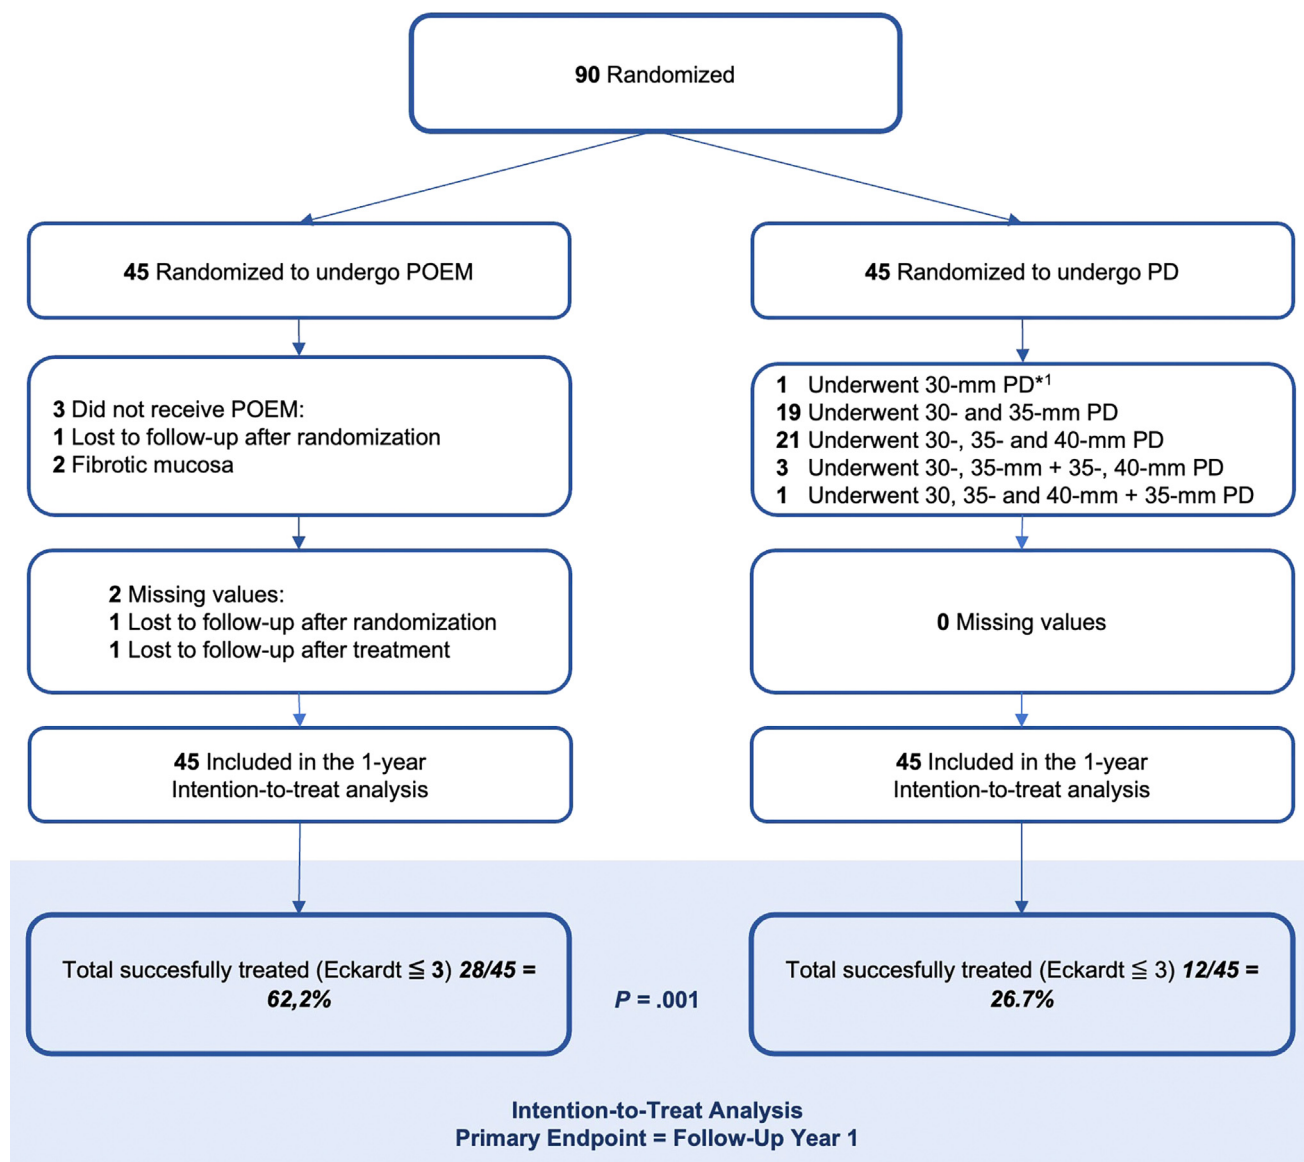 90 Randomized
45 Randomized to undergo POEM
45 Randomized to undergo PD
3 Did not receive POEM:
1 Lost to follow-up after randomization
2 Fibrotic mucosa
1 Underwent 30-mm PD*1
19 Underwent 30- and 35-mm PD
21 Underwent 30-, 35- and 40-mm PD
3 Underwent 30-, 35-mm + 35-, 40-mm PD
1 Underwent 30, 35- and 40-mm + 35-mm PD
2 Missing values:
1 Lost to follow-up after randomization
1 Lost to follow-up after treatment
0 Missing values
45 Included in the 1-year
Intention-to-treat analysis
45 Included in the 1-year
Intention-to-treat analysis
Total succesfully treated (Eckardt ≦ 3) 28/45 =
62,2%
P = .001
Total succesfully treated (Eckardt ≦ 3) 12/45 =
26.7%
Intention-to-Treat Analysis
Primary Endpoint = Follow-Up Year 1